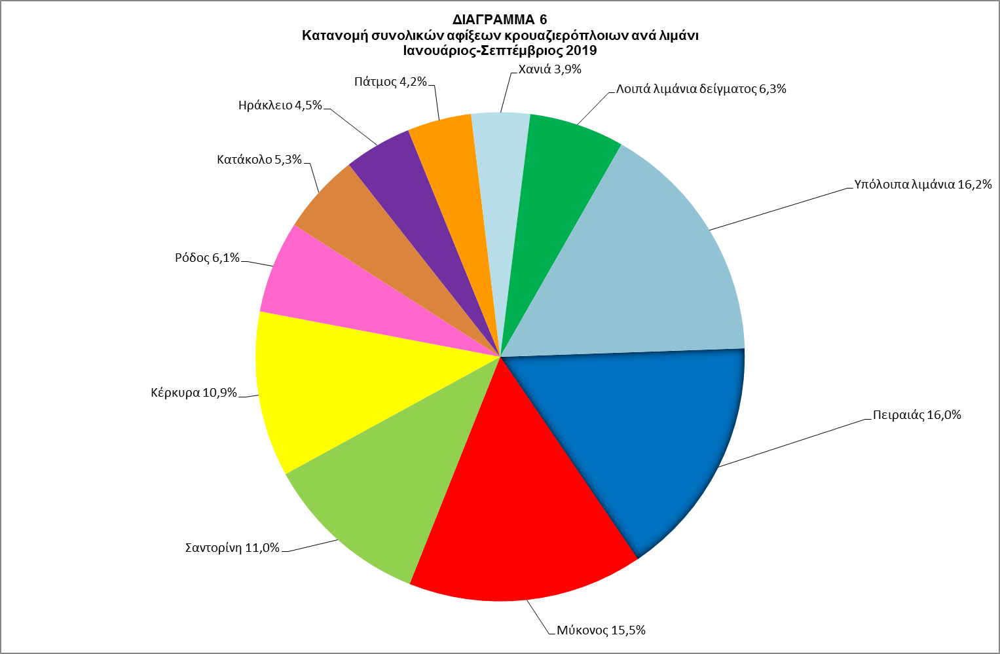 ΔΙΑΓΡΑΜΜΑ 6
Κατανομή συνολικών αφίξεων κρουαζιερόπλοιων ανά λιμάνι
Ιανουάριος-Σεπτέμβριος 2019
Χανιά 3,9%
Πάτμος 4,2%
Λοιπά λιμάνια δείγματος 6,3%
Ηράκλειο 4,5%
Κατάκολο 5,3%
Υπόλοιπα λιμάνια 16,2%
Ρόδος 6,1%
Κέρκυρα 10,9%
Πειραιάς 16,0%
Σαντορίνη 11,0%
Μύκονος 15,5%